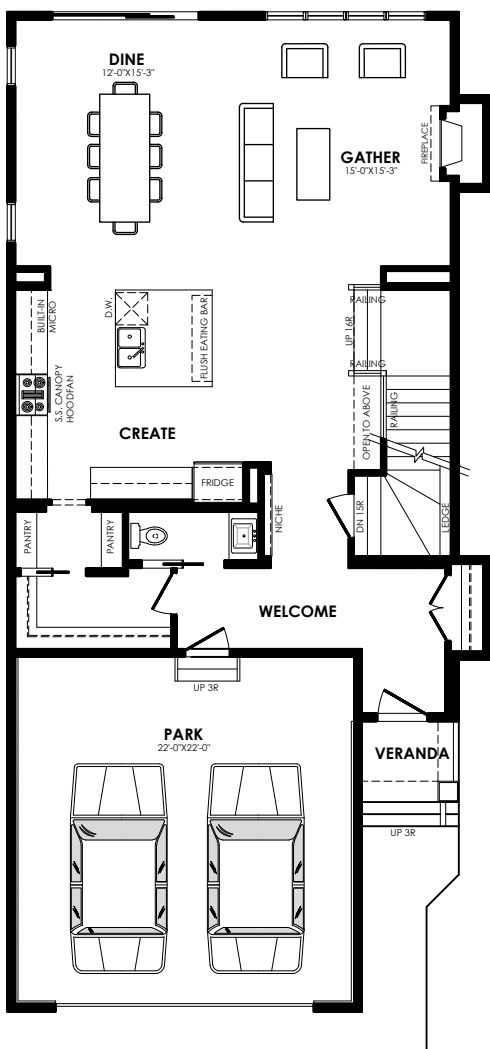 DINE
12'-0"X15'-3"
GATHER
15'-0"X15'-3"
FIREPLACE
BUILT-IN
MICRO
D.W.
FLUSH EATING BAR
RAILING
UP 16R
RAILING
S.S. CANOPY
HOODFAN
OPEN TO ABOVE
RAILING
CREATE
FRIDGE
NICHE
DN 15R
LEDGE
PANTRY
PANTRY
WELCOME
UP 3R
PARK
22'-0"X22'-0"
VERANDA
UP 3R